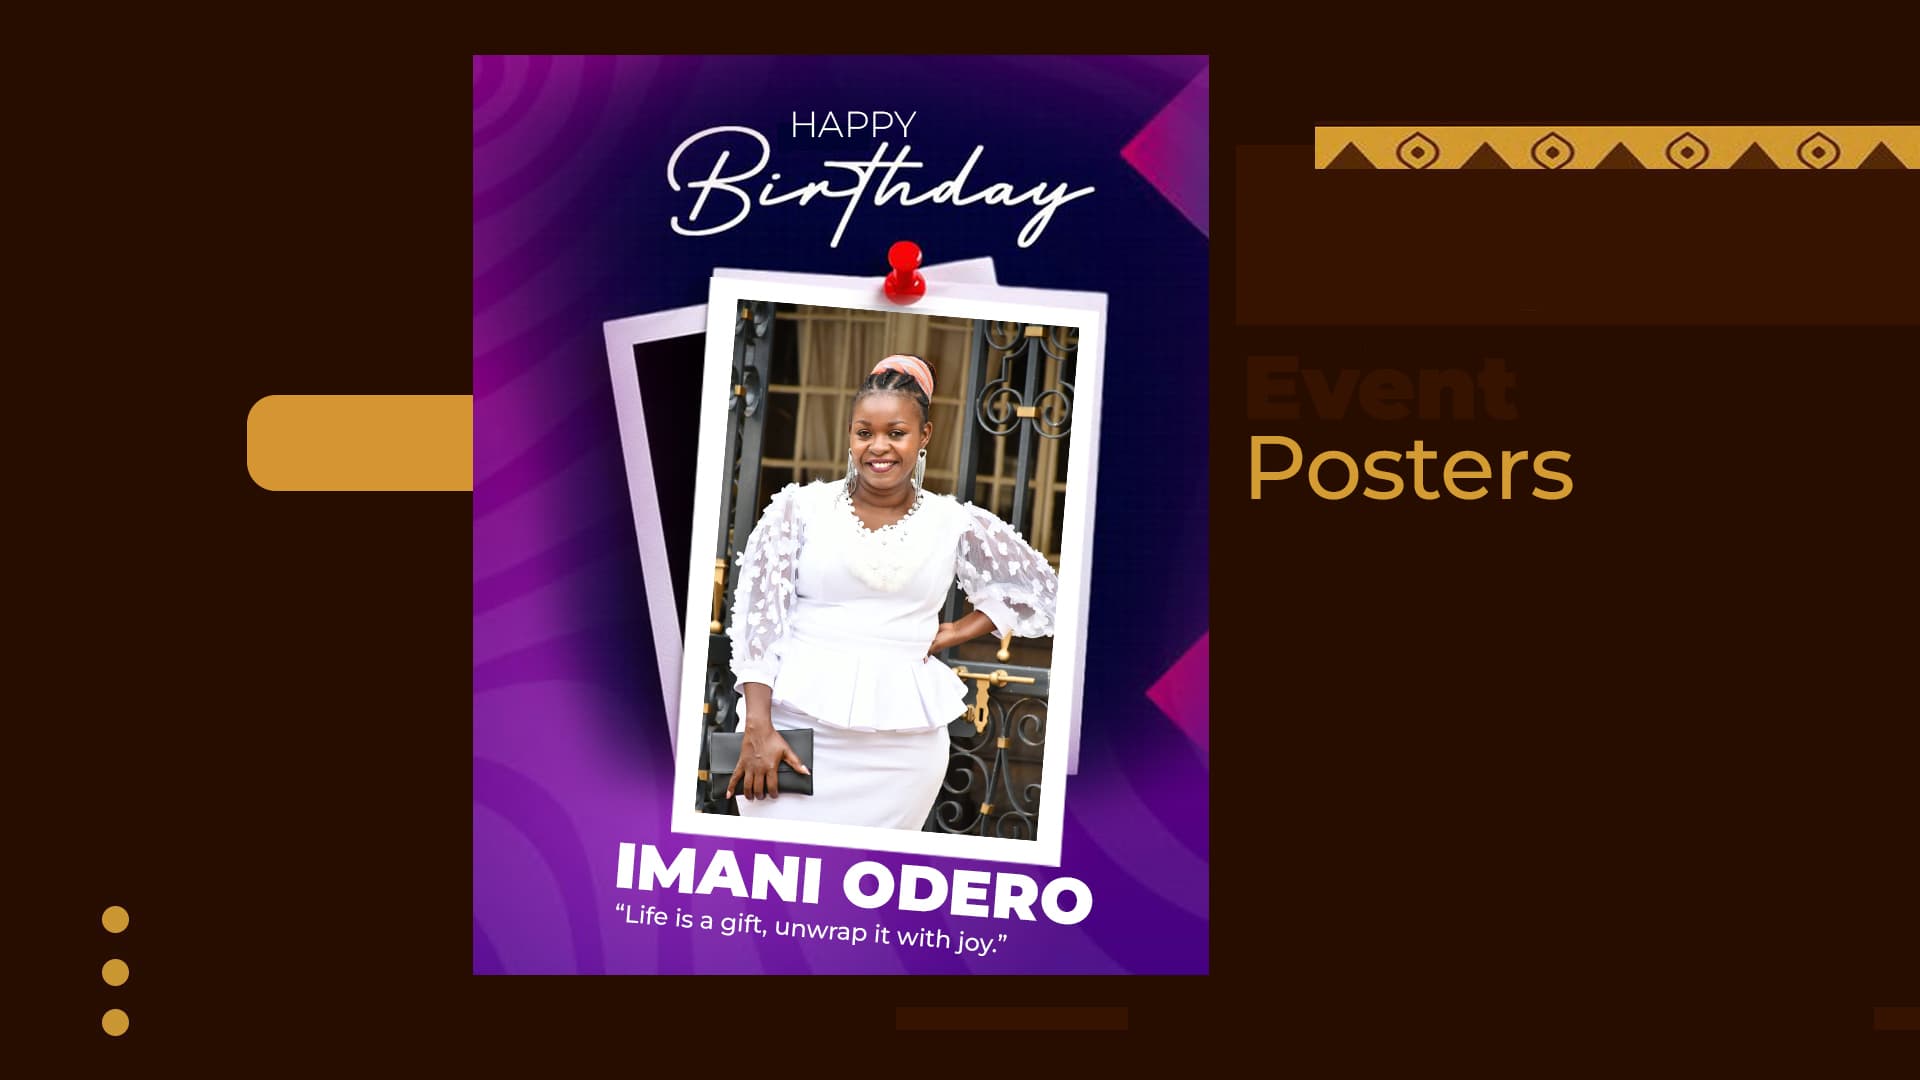 HAPPY
Birthday
IMANI ODERO
“Life is a gift, unwrap it with joy.”
Event
Posters